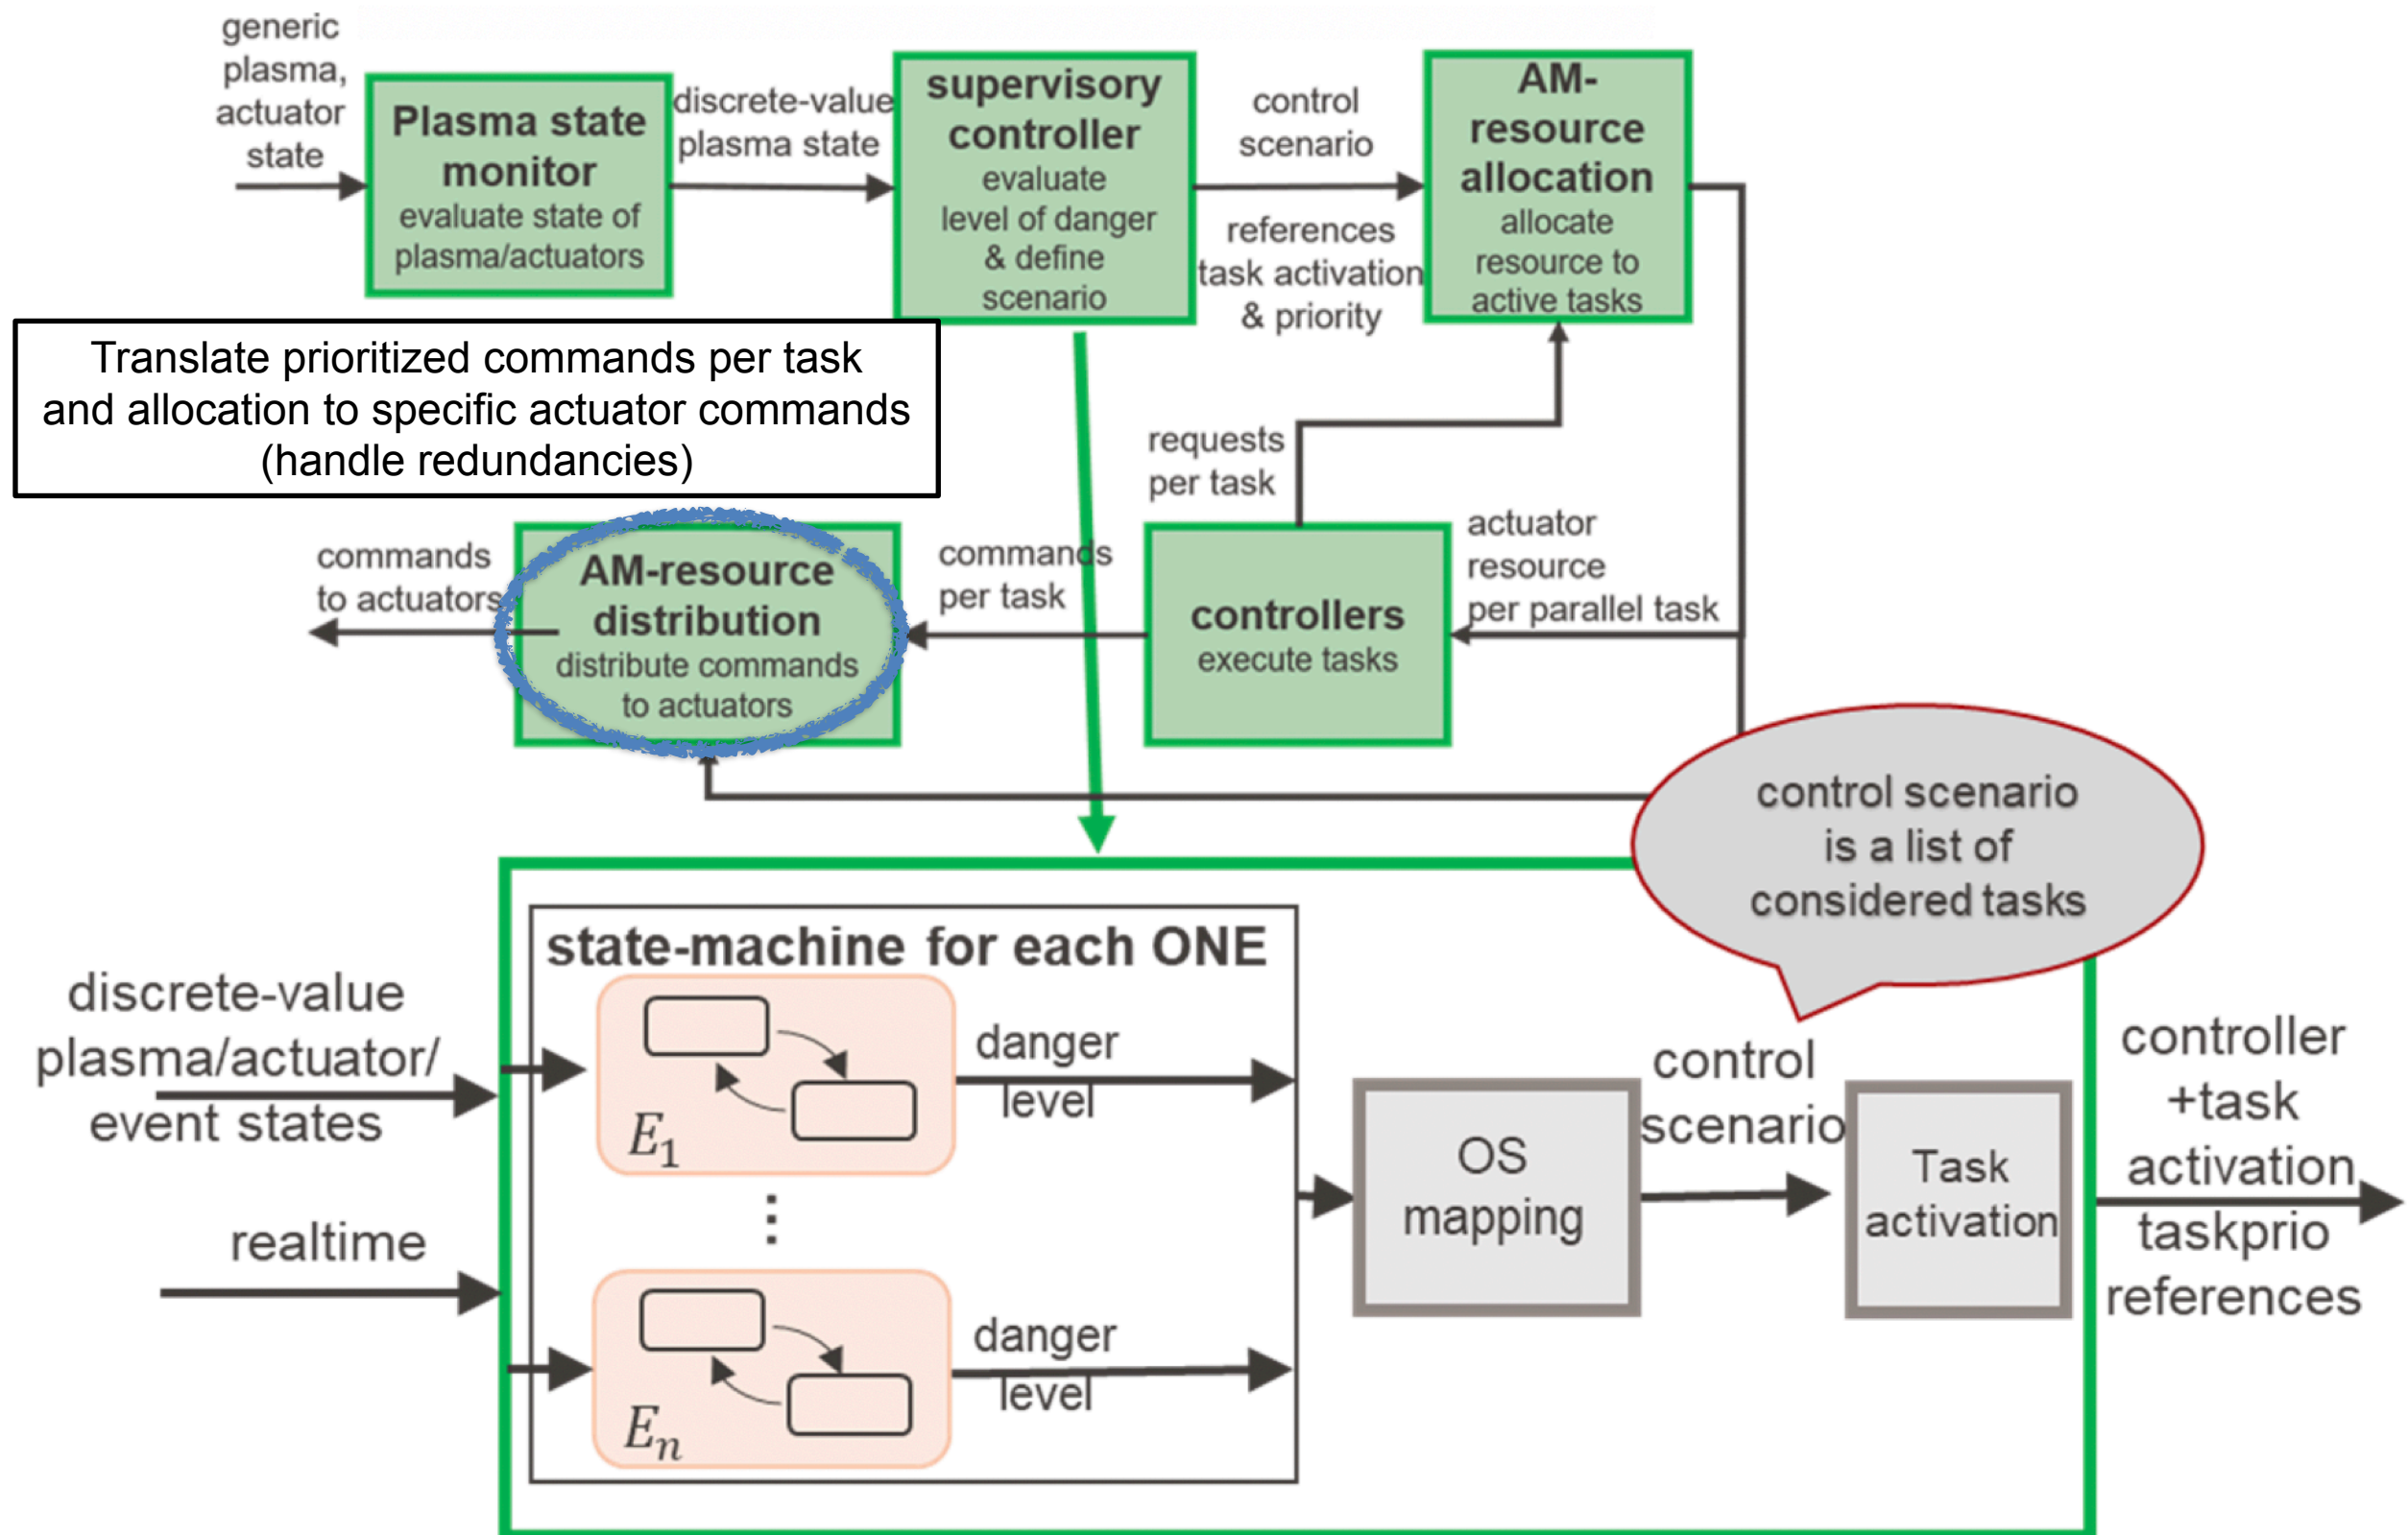 generic
plasma,
actuator
state
Plasma state
monitor
evaluate state of
plasma/actuators
discrete-value
plasma state
supervisory
controller
evaluate
level of danger
& define
scenario
control
scenario
references
task activation
& priority
AM-
resource
allocation
allocate
resource to
active tasks
Translate prioritized commands per task
and allocation to specific actuator commands
(handle redundancies)
requests
per task
commands
to actuators
AM-resource
distribution
distribute commands
to actuators
commands
per task
controllers
execute tasks
actuator
resource
per parallel task
control scenario
is a list of
considered tasks
state-machine for each ONE
discrete-value
plasma/actuator/
event states
realtime
E1
danger
level
⋮
En
danger
level
OS
mapping
control
scenario
Task
activation
controller
+task
activation
taskprio
references